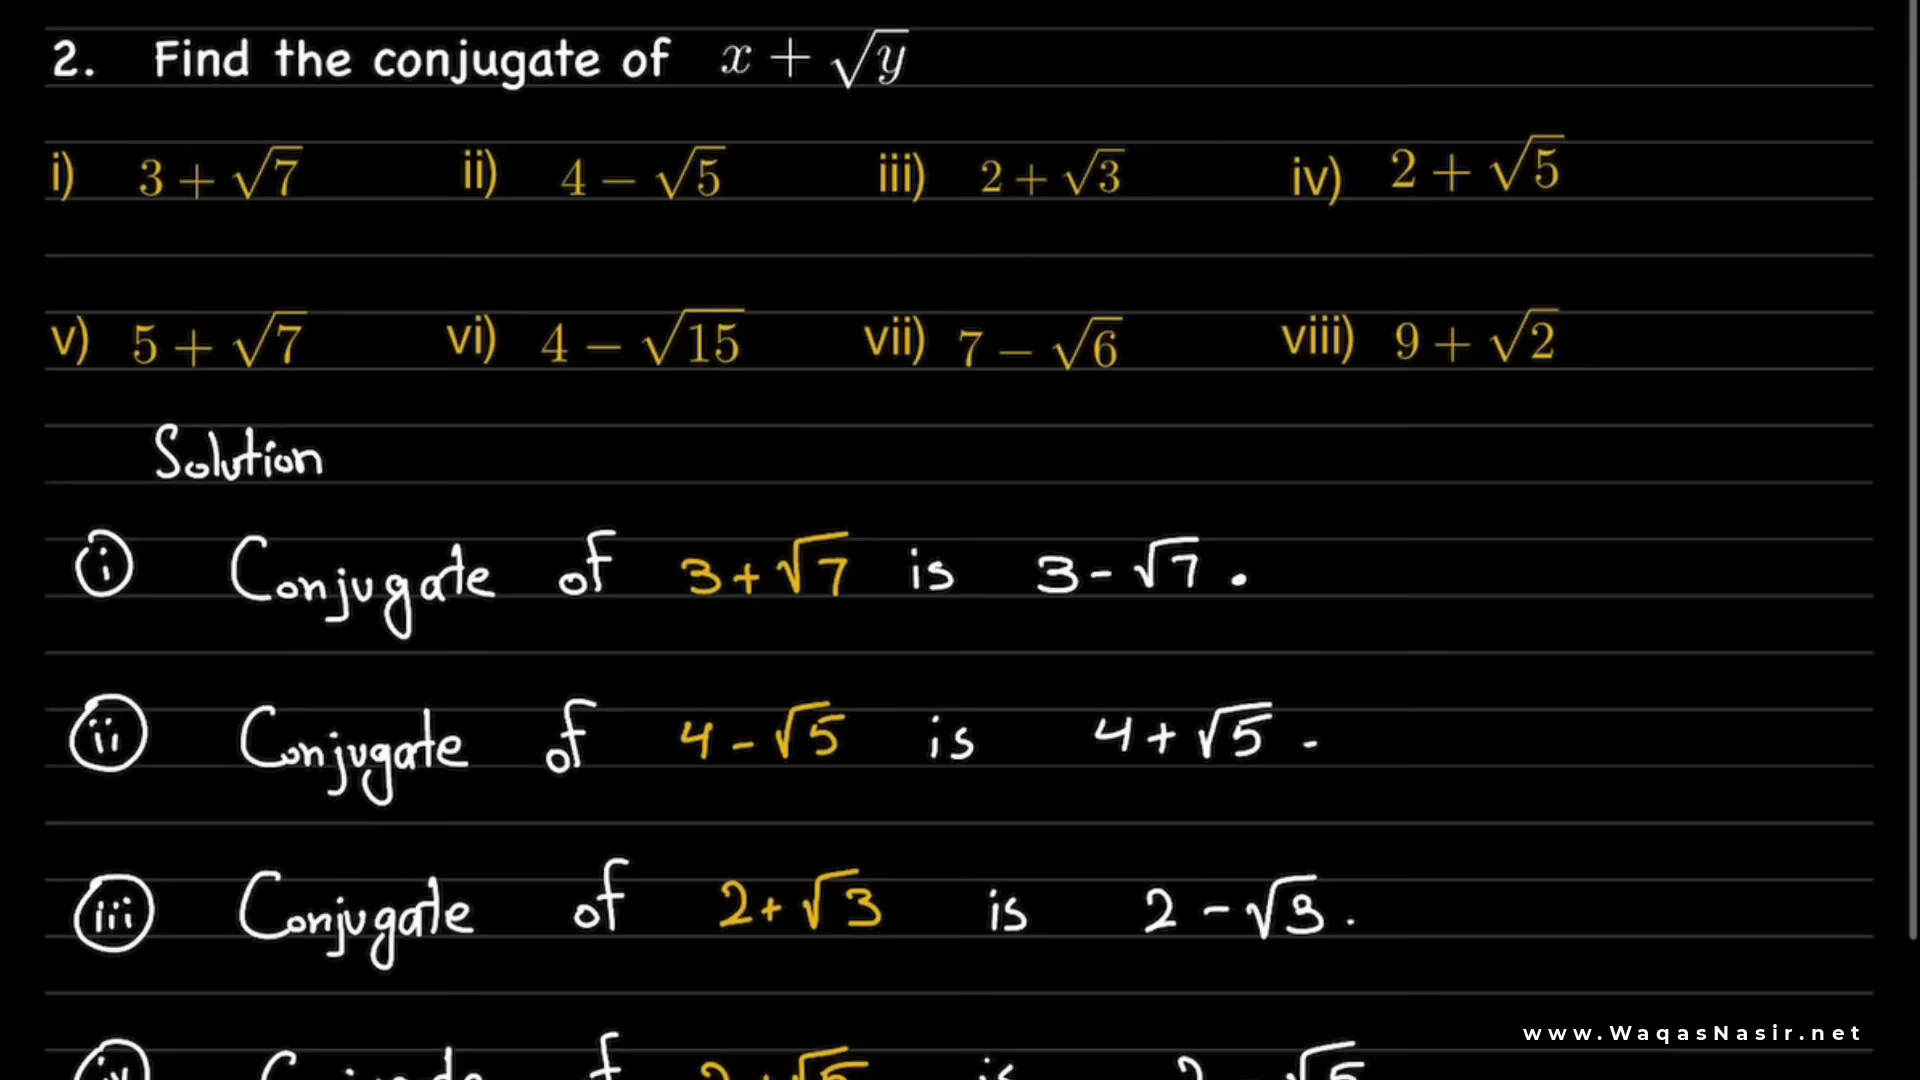 2. Find the conjugate of x + √y
i) 3 + √7 ii) 4 − √5 iii) 2 + √3 iv) 2 + √5
v) 5 + √7 vi) 4 − √15 vii) 7 − √6 viii) 9 + √2
Solution
(i) Conjugate of 3+√7 is 3-√7.
(ii) Conjugate of 4-√5 is 4+√5.
(iii) Conjugate of 2+√3 is 2-√3.
www.WaqasNasir.net